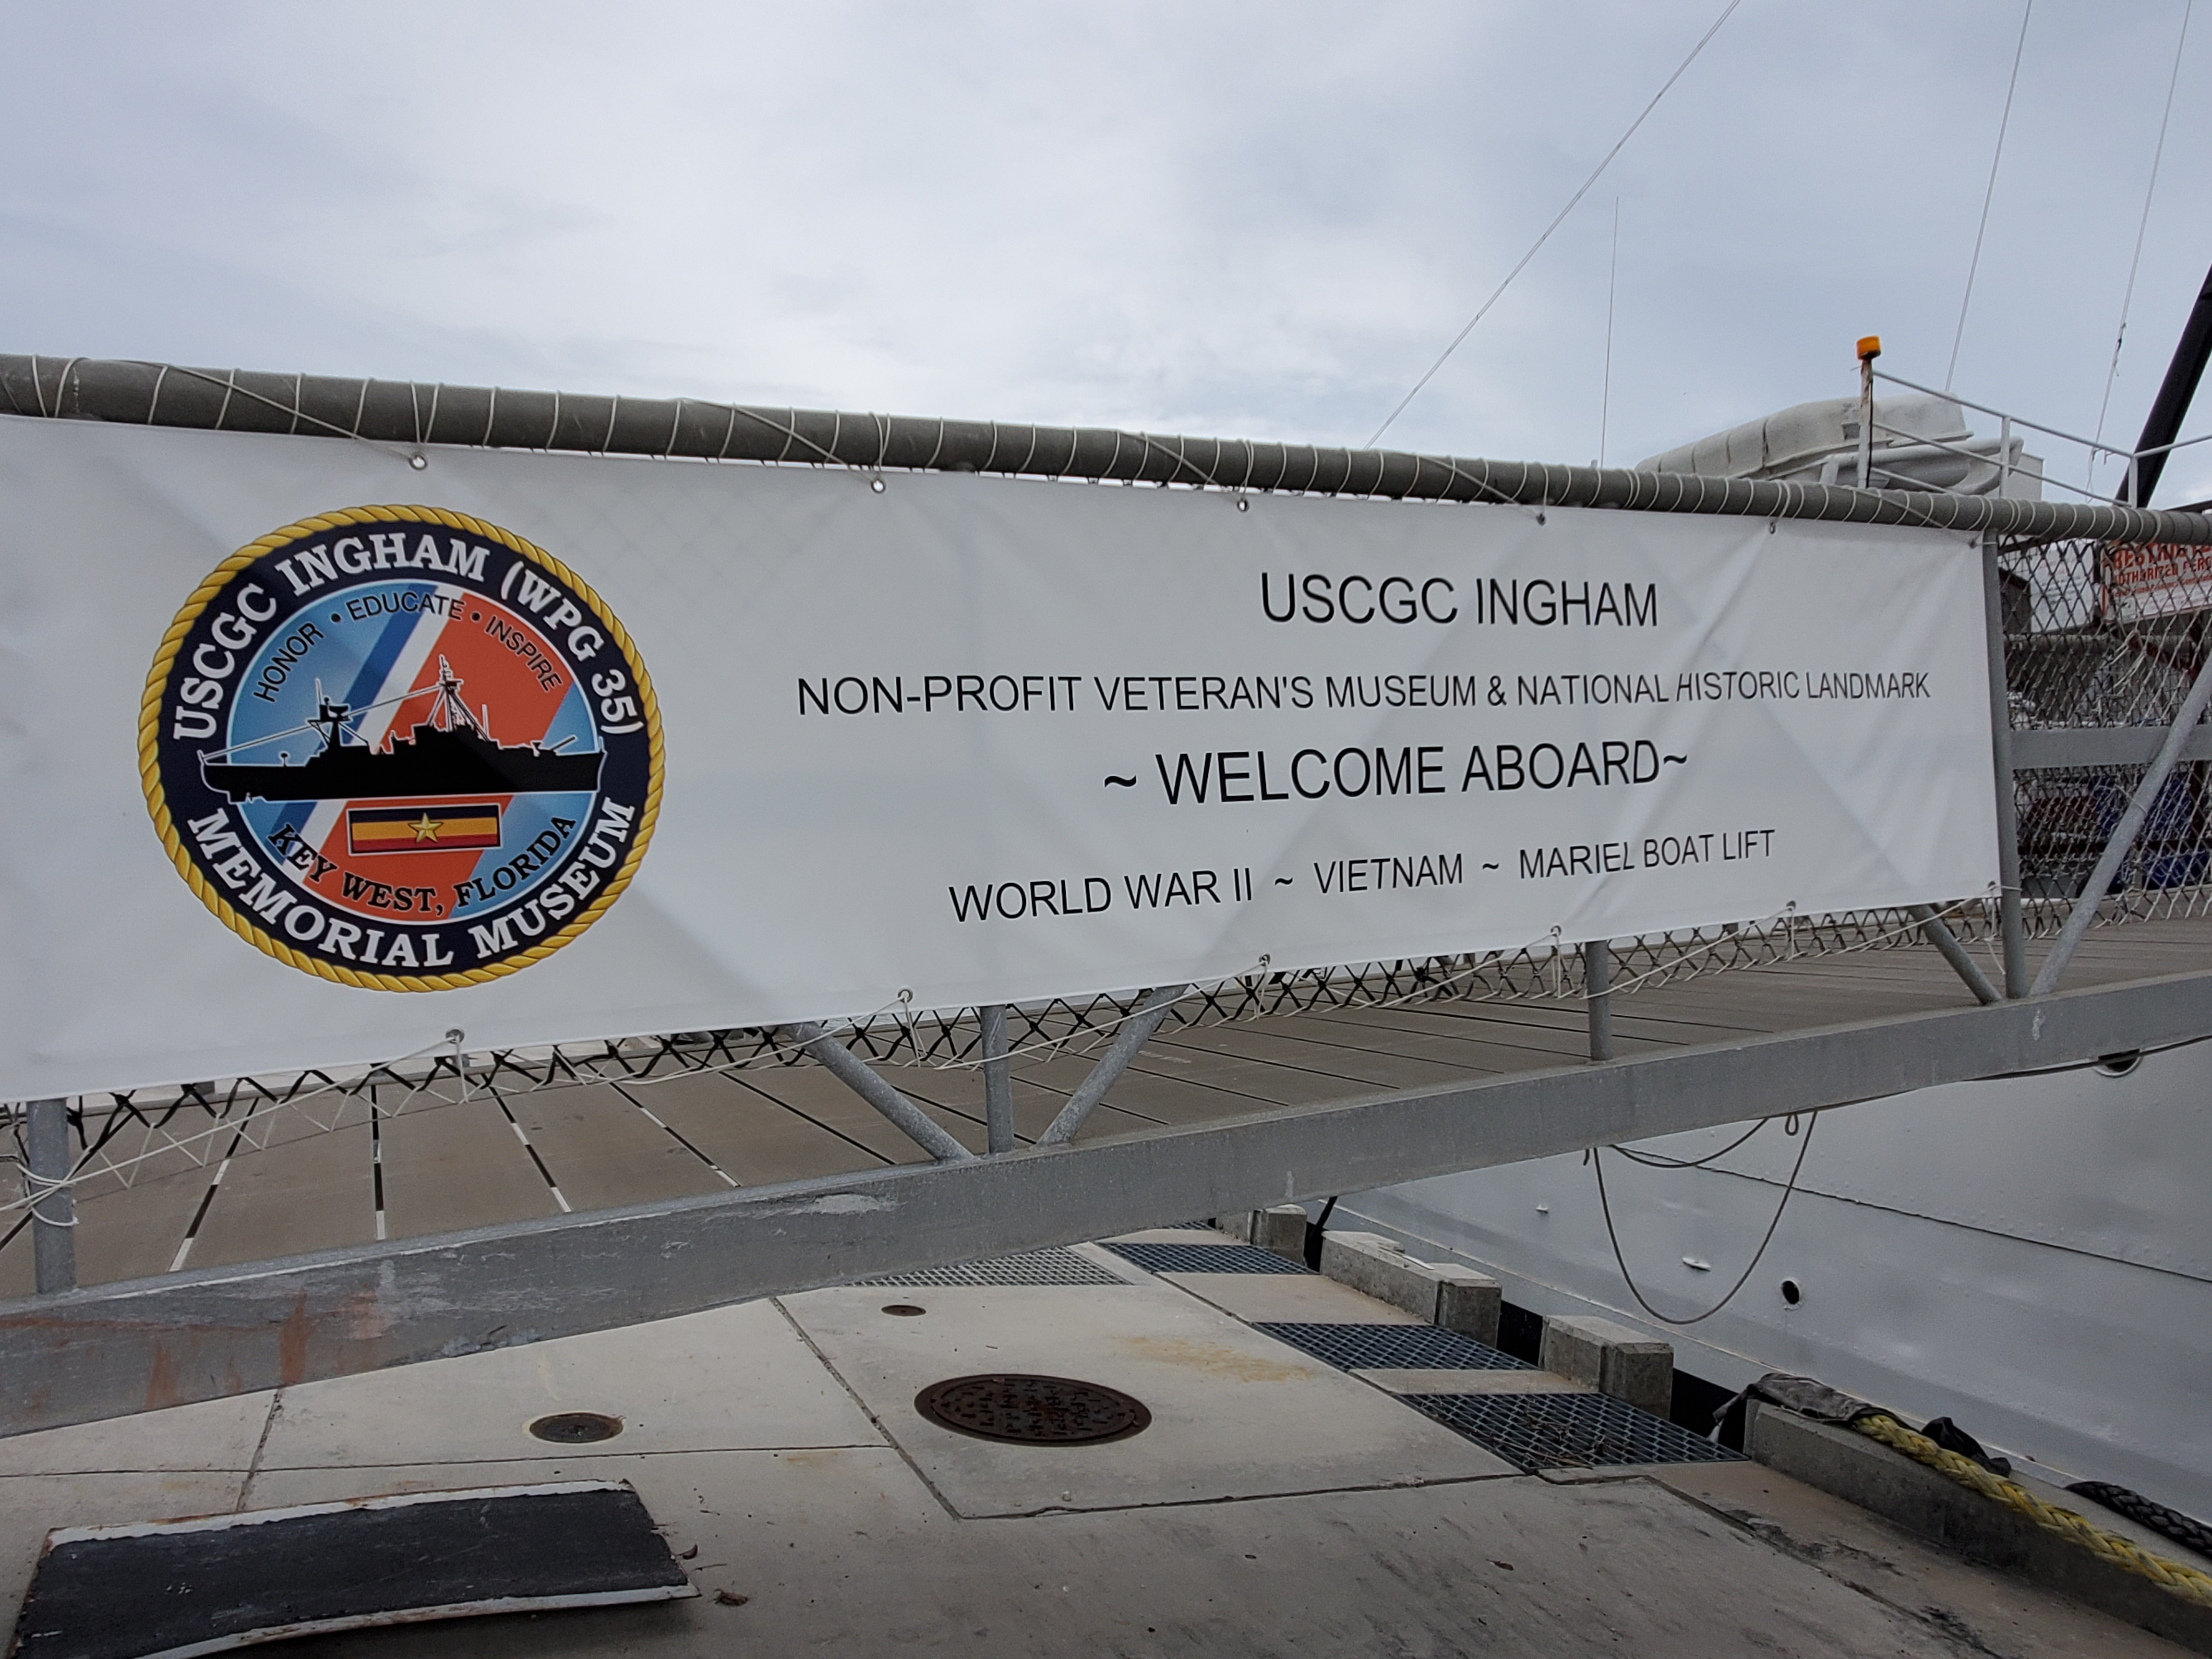 USCGC INGHAM (WPG 35)
HONOR • EDUCATE • INSPIRE
KEY WEST, FLORIDA
MEMORIAL MUSEUM
USCGC INGHAM
NON-PROFIT VETERAN'S MUSEUM & NATIONAL HISTORIC LANDMARK
~ WELCOME ABOARD~
WORLD WAR II ~ VIETNAM ~ MARIEL BOAT LIFT